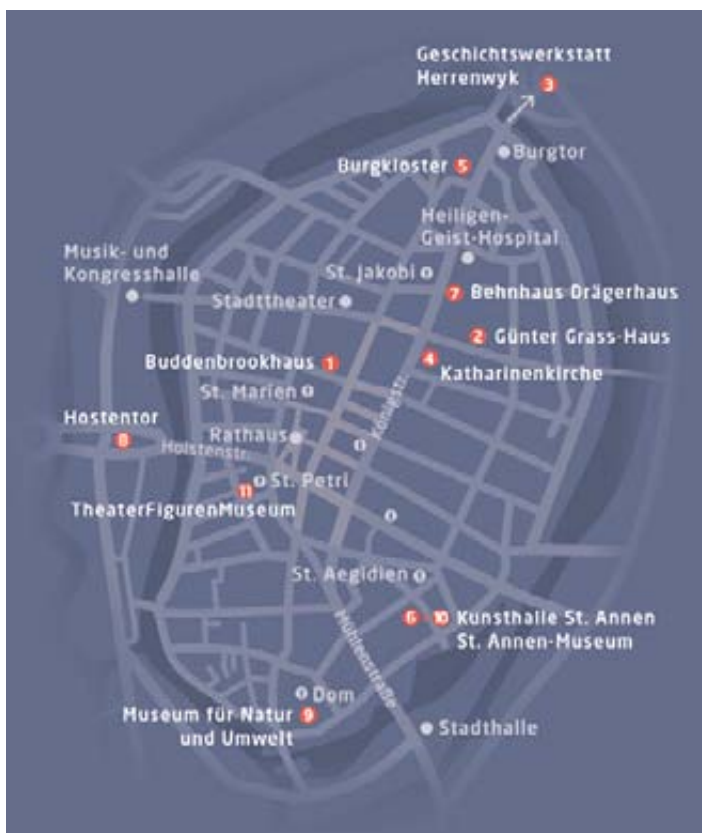 Geschichtswerkstatt
Herrenwyk 3
Burgtor
Burgkloster 5
Heiligen-
Geist-Hospital
Musik- und
Kongresshalle
St. Jakobi
7 Behnhaus Drägerhaus
Stadttheater
2 Günter Grass-Haus
Buddenbrookhaus 1
4
Katharinenkirche
St. Marien
Königstr.
Hostentor
8
Rathaus
Holstenstr.
St. Petri
11
TheaterFigurenMuseum
St. Aegidien
6 - 10 Kunsthalle St. Annen
St. Annen-Museum
Mühlenstraße
Dom
Museum für Natur 9
und Umwelt
Stadthalle